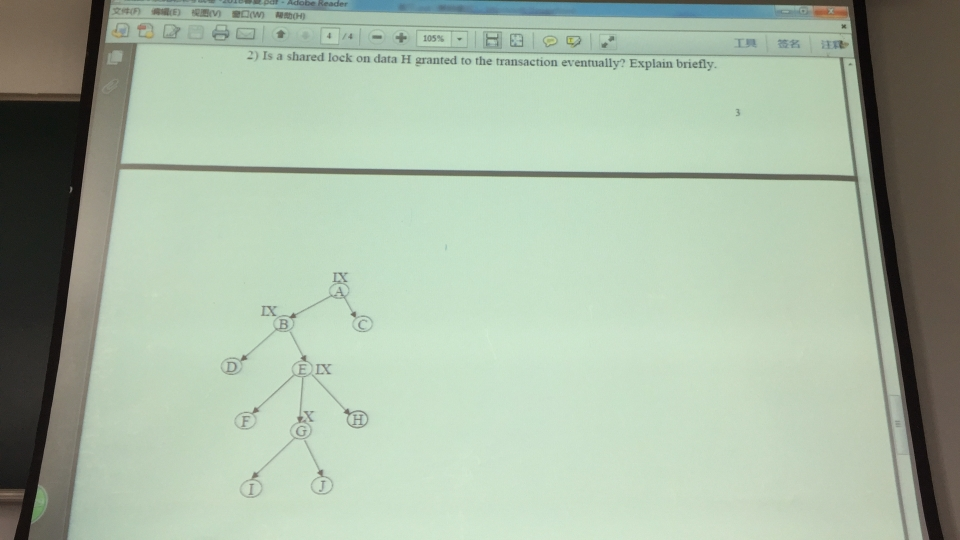 .pdf - Adobe Reader
文件(F) 编辑(E) 视图(V) 窗口(W) 帮助(H)
4 / 4 105% 工具 签名 注释
2) Is a shared lock on data H granted to the transaction eventually? Explain briefly.
3
IX
A
IX
B C
D E IX
F X H
G
I J